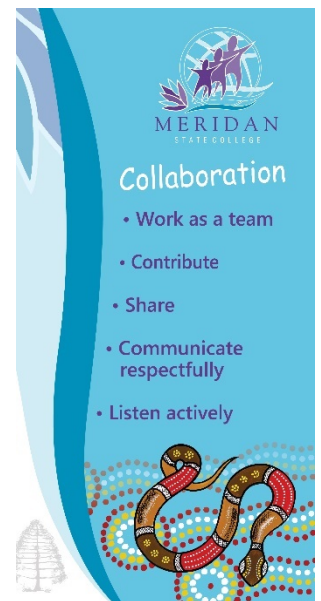 MERIDAN
STATE COLLEGE
Collaboration
• Work as a team
• Contribute
• Share
• Communicate
respectfully
• Listen actively